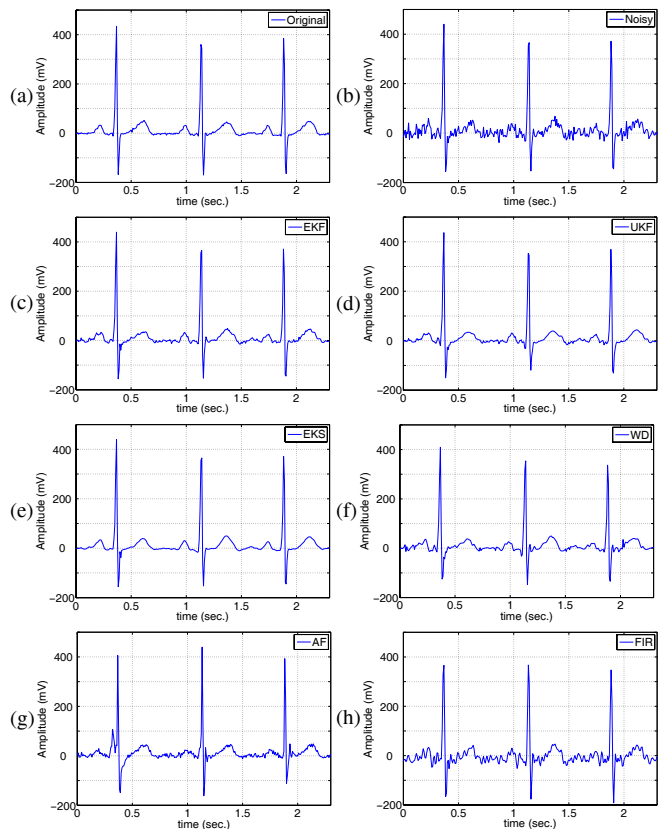 (a)
Original
Amplitude (mV)
400
200
0
−200
0
0.5
1
1.5
2
time (sec.)
(b)
Noisy
Amplitude (mV)
400
200
0
−200
0
0.5
1
1.5
2
time (sec.)
(c)
EKF
Amplitude (mV)
400
200
0
−200
0
0.5
1
1.5
2
time (sec.)
(d)
UKF
Amplitude (mV)
400
200
0
−200
0
0.5
1
1.5
2
time (sec.)
(e)
EKS
Amplitude (mV)
400
200
0
−200
0
0.5
1
1.5
2
time (sec.)
(f)
WD
Amplitude (mV)
400
200
0
−200
0
0.5
1
1.5
2
time (sec.)
(g)
AF
Amplitude (mV)
400
200
0
−200
0
0.5
1
1.5
2
time (sec.)
(h)
FIR
Amplitude (mV)
400
200
0
−200
0
0.5
1
1.5
2
time (sec.)